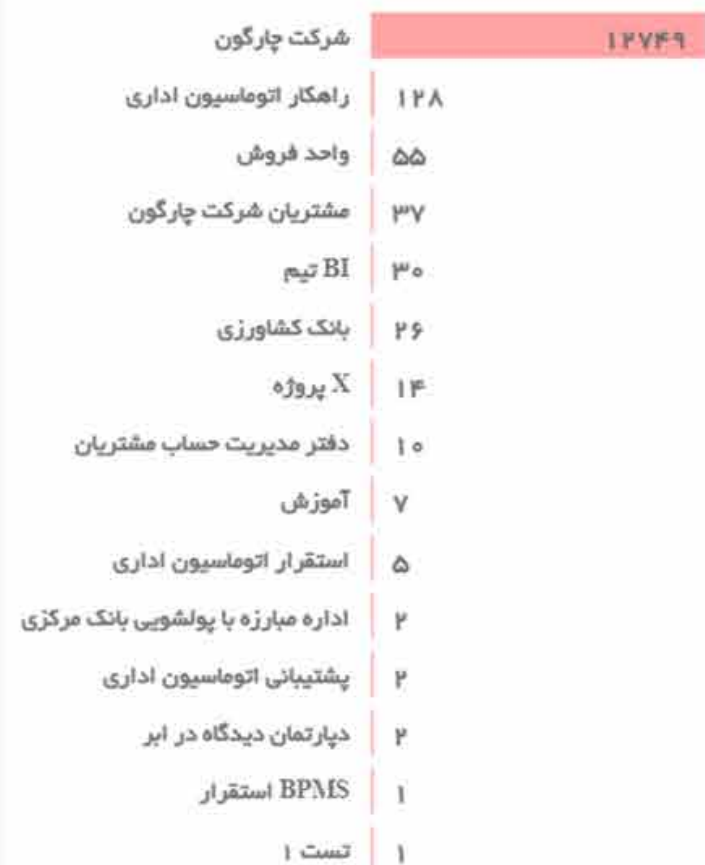 شرکت چارگون ۱۲۷۴۹
راهکار اتوماسیون اداری ۱۲۸
واحد فروش ۵۵
مشتریان شرکت چارگون ۳۷
BI تیم ۳۰
بانک کشاورزی ۲۶
X پروژه ۱۴
دفتر مدیریت حساب مشتریان ۱۰
آموزش ۷
استقرار اتوماسیون اداری ۵
اداره مبارزه با پولشویی بانک مرکزی ۲
پشتیبانی اتوماسیون اداری ۲
دپارتمان دیدگاه در ابر ۲
BPMS استقرار ۱
تست ۱ ۱